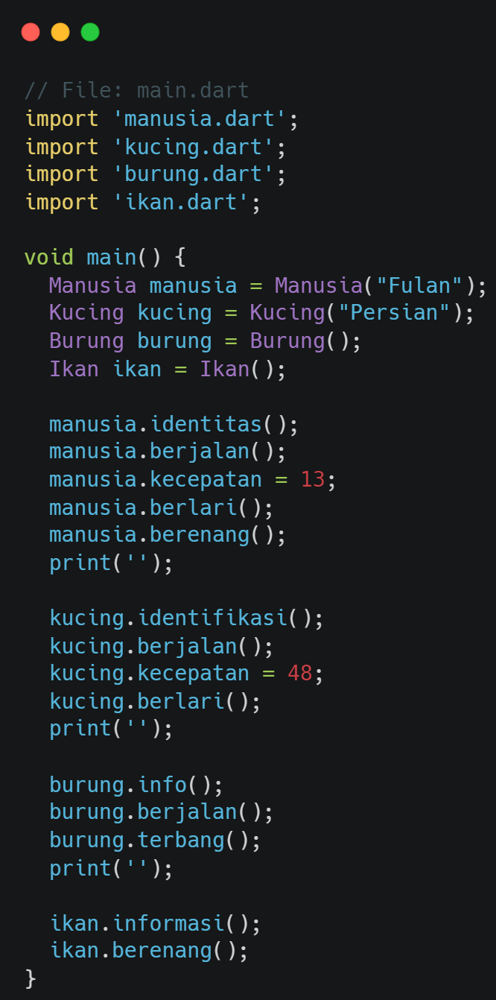 // File: main.dart
import 'manusia.dart';
import 'kucing.dart';
import 'burung.dart';
import 'ikan.dart';

void main() {
  Manusia manusia = Manusia("Fulan");
  Kucing kucing = Kucing("Persian");
  Burung burung = Burung();
  Ikan ikan = Ikan();

  manusia.identitas();
  manusia.berjalan();
  manusia.kecepatan = 13;
  manusia.berlari();
  manusia.berenang();
  print('');

  kucing.identifikasi();
  kucing.berjalan();
  kucing.kecepatan = 48;
  kucing.berlari();
  print('');

  burung.info();
  burung.berjalan();
  burung.terbang();
  print('');

  ikan.informasi();
  ikan.berenang();
}